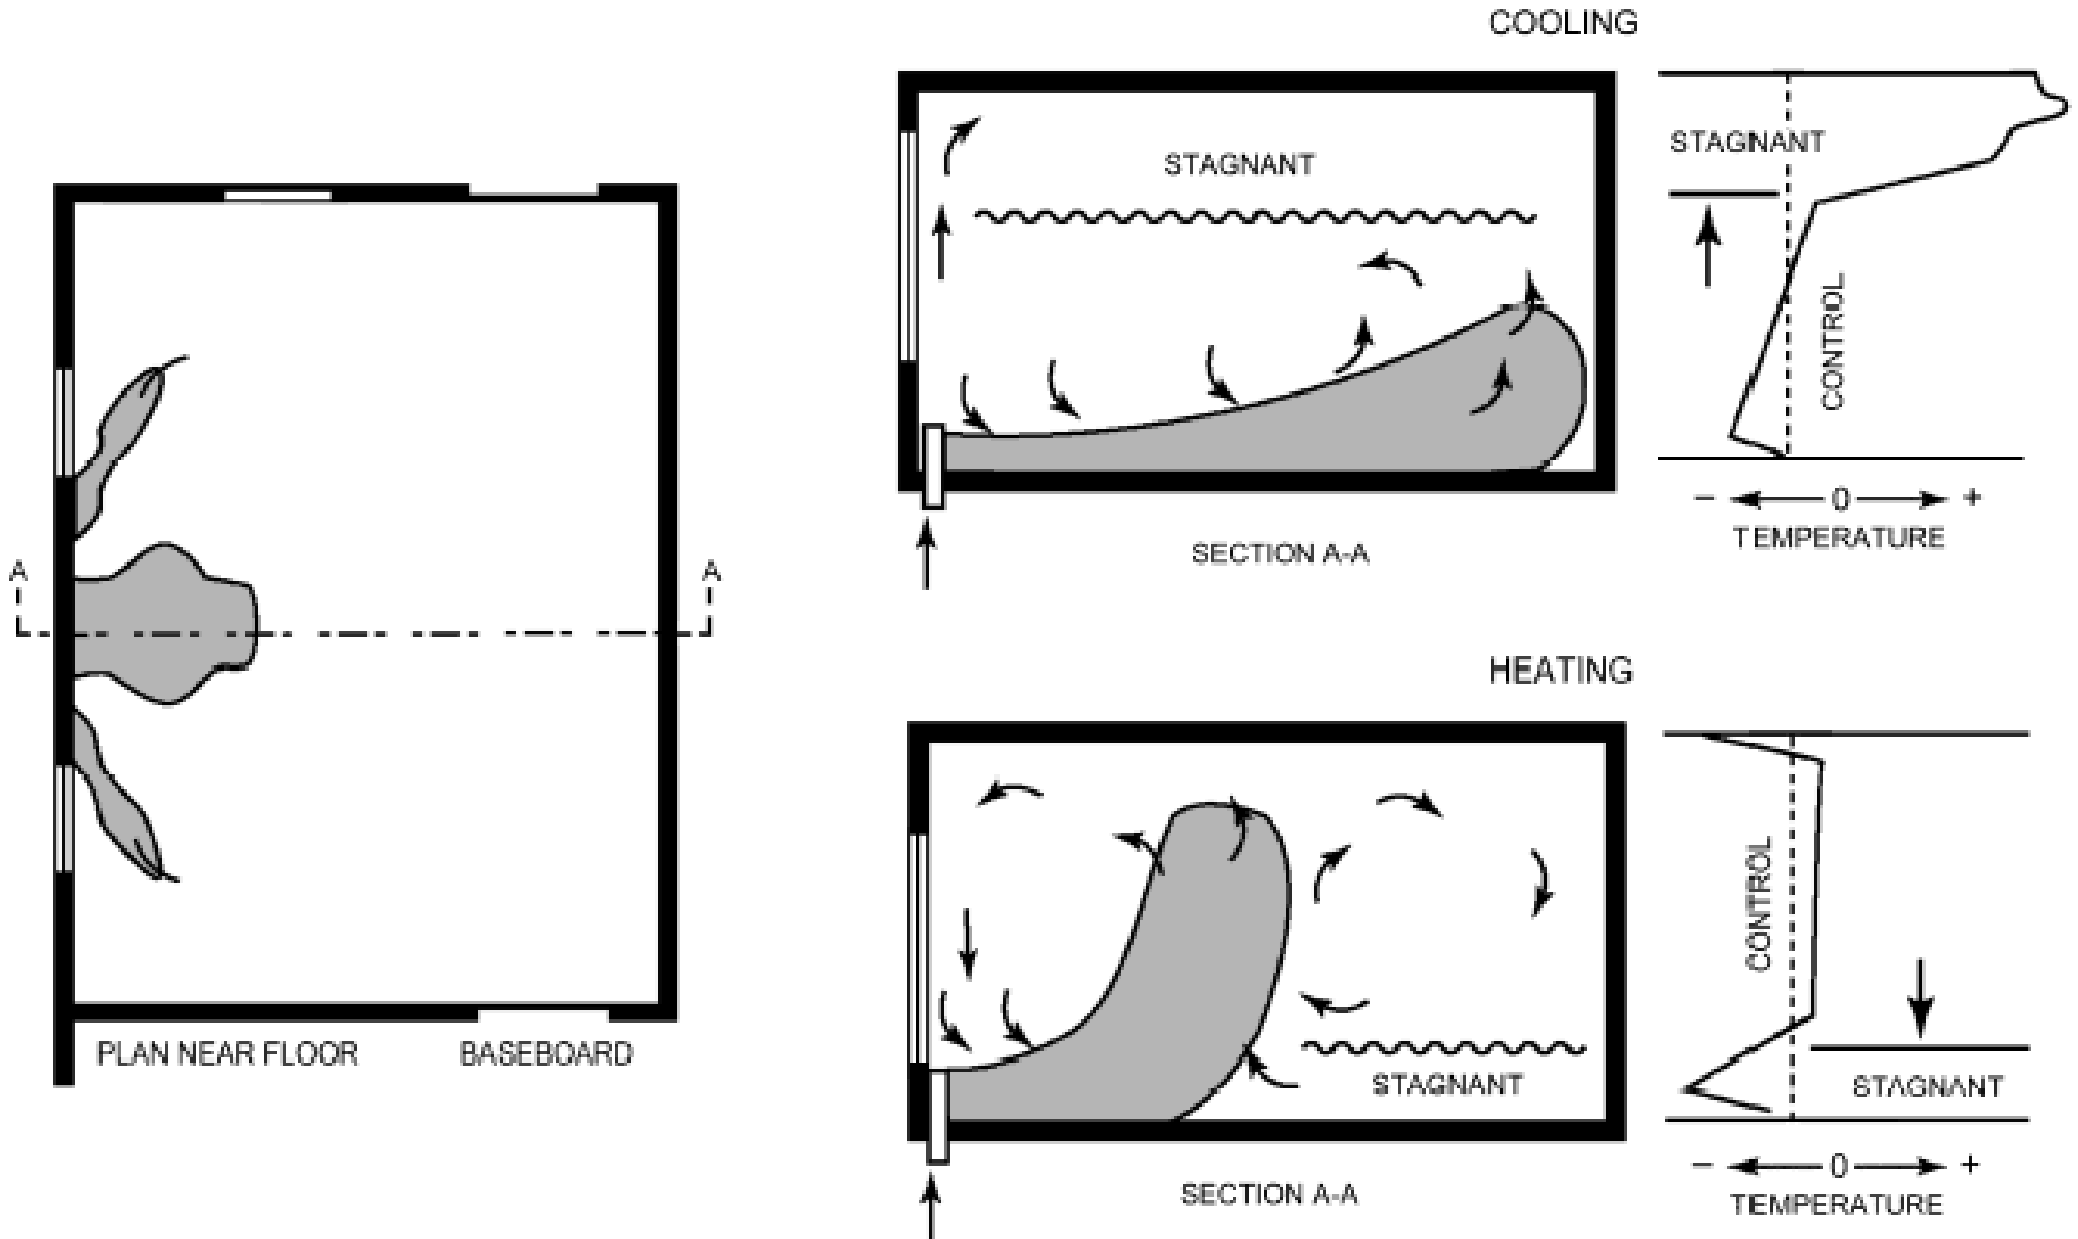 COOLING
STAGNANT
STAGNANT
CONTROL
A
A
SECTION A-A
– 0 +
TEMPERATURE
HEATING
CONTROL
PLAN NEAR FLOOR
BASEBOARD
STAGNANT
STAGNANT
SECTION A-A
– 0 +
TEMPERATURE